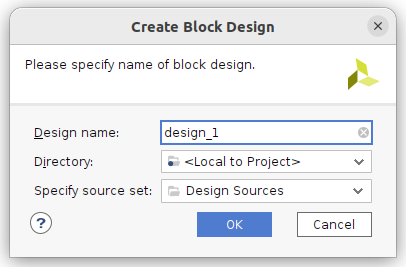 Create Block Design
Please specify name of block design.
Design name: design_1
Directory: <Local to Project>
Specify source set: Design Sources
? OK Cancel